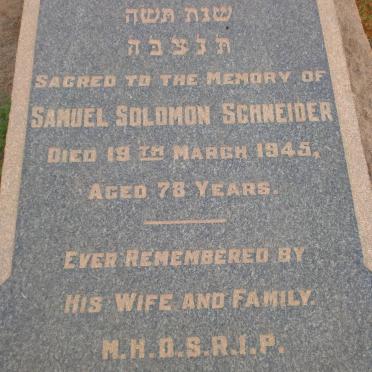 שנת תשה
תנצבה
SACRED TO THE MEMORY OF
SAMUEL SOLOMON SCHNEIDER
DIED 19TH MARCH 1945,
AGED 78 YEARS.
EVER REMEMBERED BY
HIS WIFE AND FAMILY.
M.H.D.S.R.I.P.